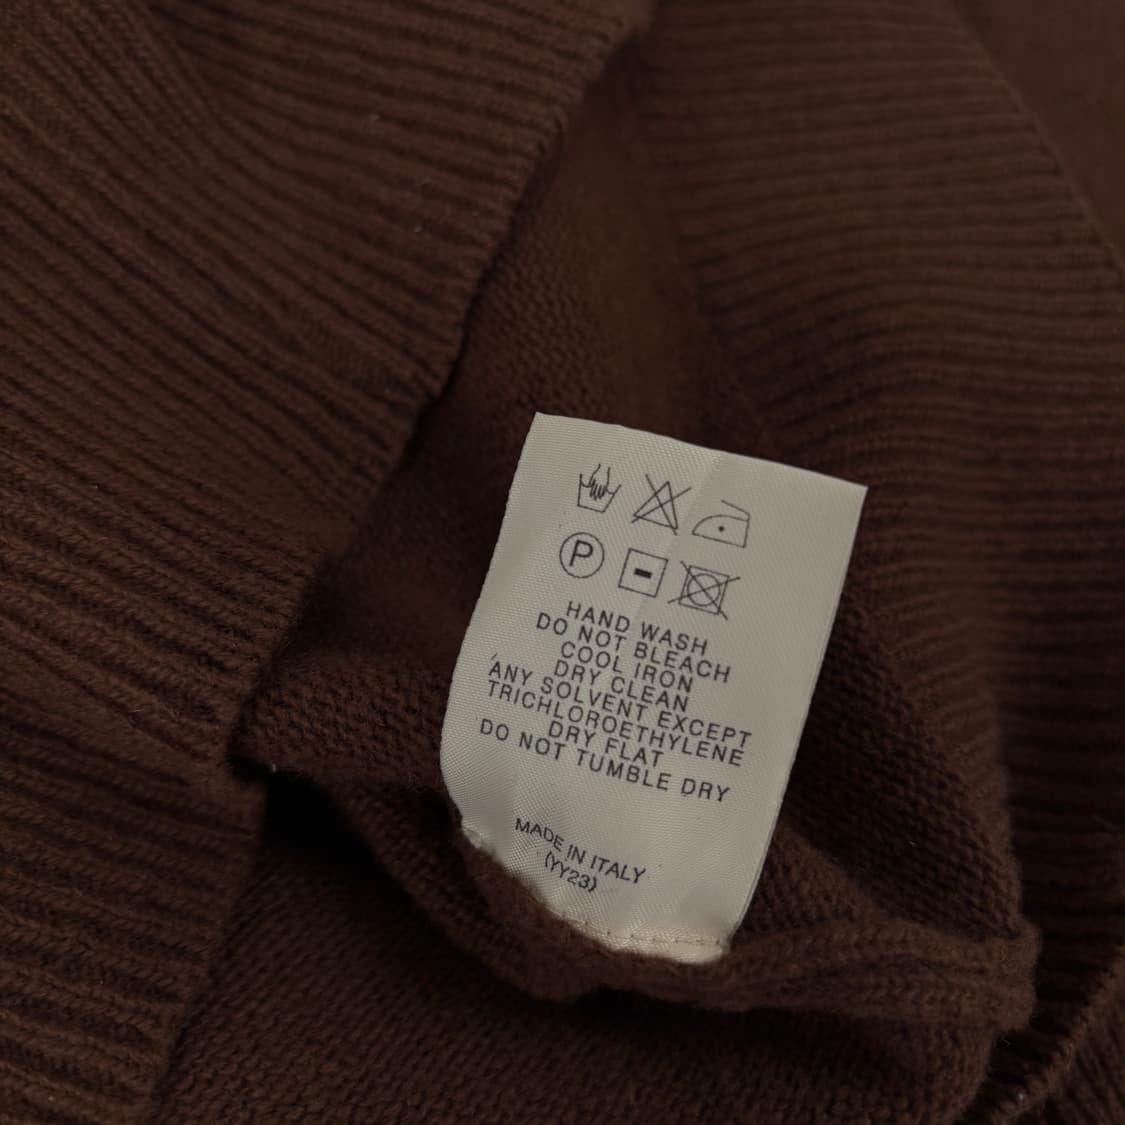 P
HAND WASH
DO NOT BLEACH
COOL IRON
DRY CLEAN
ANY SOLVENT EXCEPT
TRICHLOROETHYLENE
DRY FLAT
DO NOT TUMBLE DRY
MADE IN ITALY
(YY23)